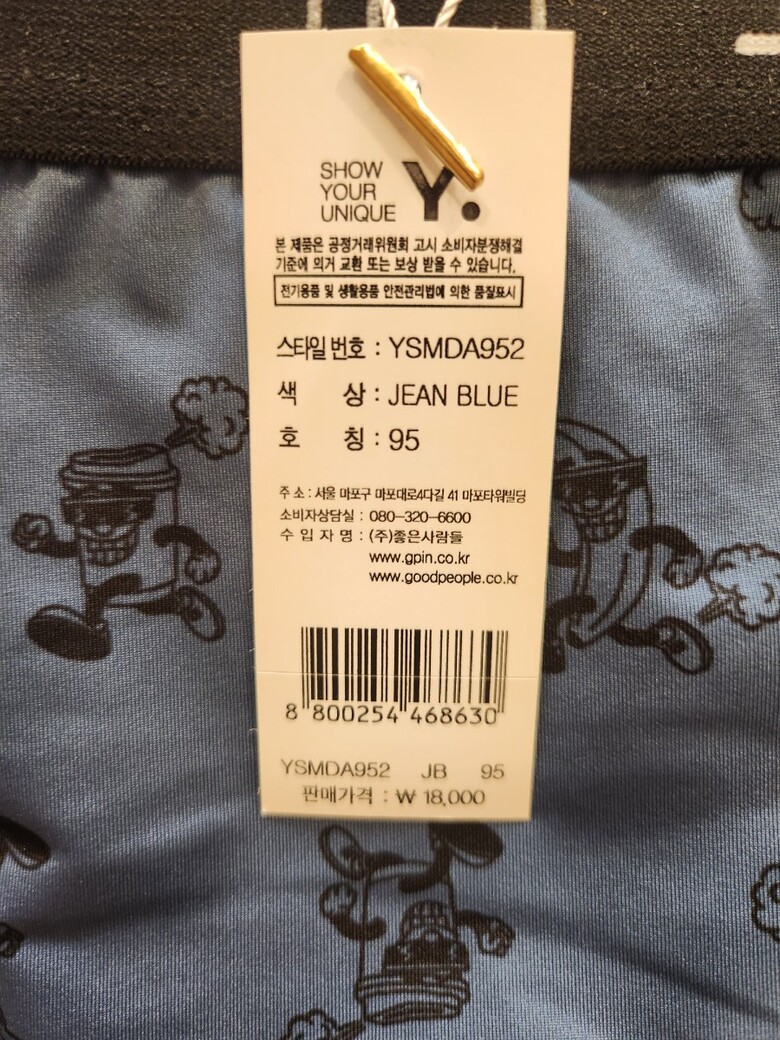 SHOW
YOUR
UNIQUE
Y.
본 제품은 공정거래위원회 고시 소비자분쟁해결
기준에 의거 교환 또는 보상 받을 수 있습니다.
전기용품 및 생활용품 안전관리법에 의한 품질표시
스타일번호 : YSMDA952
색 상 : JEAN BLUE
호 칭 : 95
주 소 : 서울 마포구 마포대로4다길 41 마포타워빌딩
소비자상담실 : 080-320-6600
수 입 자 명 : (주)좋은사람들
www.gpin.co.kr
www.goodpeople.co.kr
8 800254 468630
YSMDA952 JB 95
판매가격 : ₩ 18,000